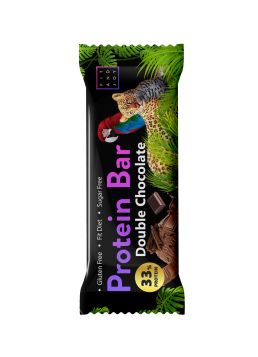 Protein Bar
Double Chocolate
• Gluten Free • Fit Diet • Sugar Free
33%
PROTEIN